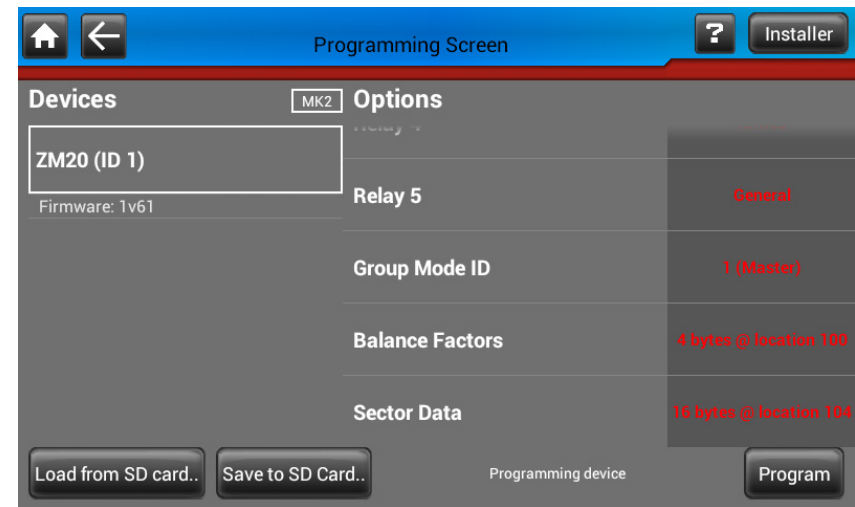 Programming Screen
?
Installer
Devices
MK2
Options
Relay 4
ZM20 (ID 1)
Firmware: 1v61
Relay 5
General
Group Mode ID
1 (Master)
Balance Factors
4 bytes @ location 100
Sector Data
16 bytes @ location 104
Load from SD card..
Save to SD Card..
Programming device
Program